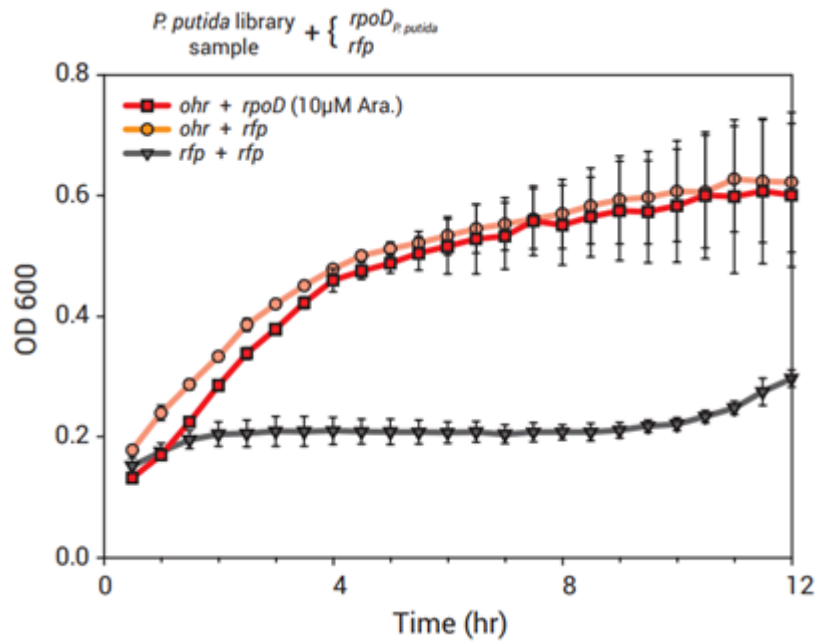 P. putida library sample + { rpoD P. putida
rfp
0.8
ohr + rpoD (10µM Ara.)
ohr + rfp
rfp + rfp
0.6
OD 600
0.4
0.2
0.0
0 4 8 12
Time (hr)